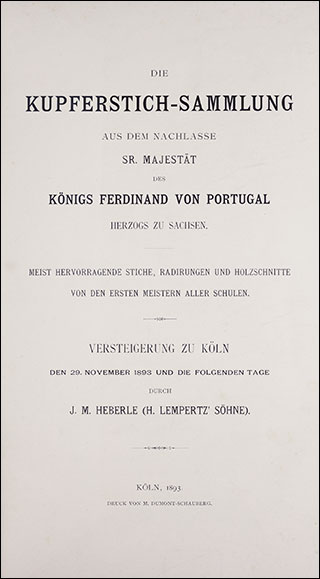 DIE
KUPFERSTICH-SAMMLUNG
AUS DEM NACHLASSE
SR. MAJESTÄT
DES
KÖNIGS FERDINAND VON PORTUGAL
HERZOGS ZU SACHSEN.
MEIST HERVORRAGENDE STICHE, RADIRUNGEN UND HOLZSCHNITTE
VON DEN ERSTEN MEISTERN ALLER SCHULEN.
VERSTEIGERUNG ZU KÖLN
DEN 29. NOVEMBER 1893 UND DIE FOLGENDEN TAGE
DURCH
J. M. HEBERLE (H. LEMPERTZ' SÖHNE).
KÖLN, 1893.
DRUCK VON M. DUMONT-SCHAUBERG.